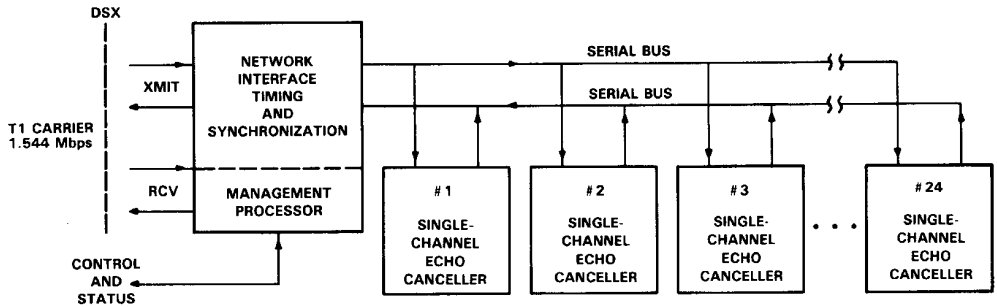 DSX
XMIT
T1 CARRIER
1.544 Mbps
RCV
CONTROL
AND
STATUS
NETWORK
INTERFACE
TIMING
AND
SYNCHRONIZATION
MANAGEMENT
PROCESSOR
SERIAL BUS
SERIAL BUS
#1
SINGLE-
CHANNEL
ECHO
CANCELLER
#2
SINGLE-
CHANNEL
ECHO
CANCELLER
#3
SINGLE-
CHANNEL
ECHO
CANCELLER
• • •
#24
SINGLE-
CHANNEL
ECHO
CANCELLER